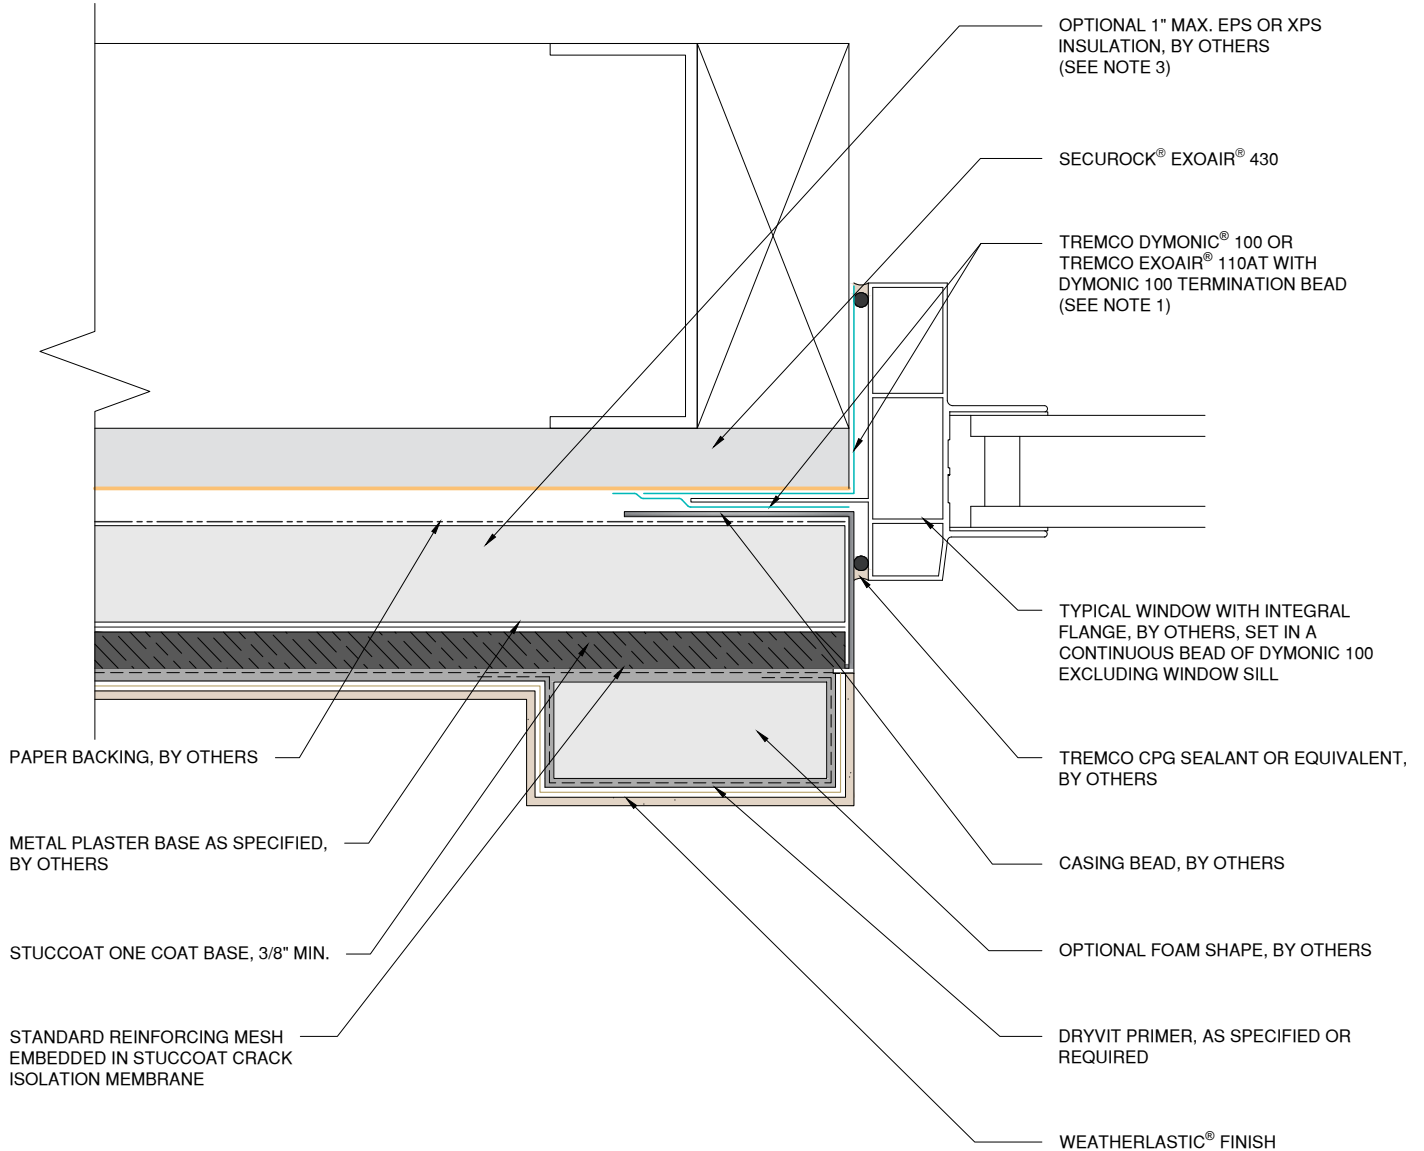 OPTIONAL 1" MAX. EPS OR XPS
INSULATION, BY OTHERS
(SEE NOTE 3)
SECUROCK® EXOAIR® 430
TREMCO DYMONIC® 100 OR
TREMCO EXOAIR® 110AT WITH
DYMONIC 100 TERMINATION BEAD
(SEE NOTE 1)
TYPICAL WINDOW WITH INTEGRAL
FLANGE, BY OTHERS, SET IN A
CONTINUOUS BEAD OF DYMONIC 100
EXCLUDING WINDOW SILL
TREMCO CPG SEALANT OR EQUIVALENT,
BY OTHERS
CASING BEAD, BY OTHERS
OPTIONAL FOAM SHAPE, BY OTHERS
DRYVIT PRIMER, AS SPECIFIED OR
REQUIRED
WEATHERLASTIC® FINISH
PAPER BACKING, BY OTHERS
METAL PLASTER BASE AS SPECIFIED,
BY OTHERS
STUCCOAT ONE COAT BASE, 3/8" MIN.
STANDARD REINFORCING MESH
EMBEDDED IN STUCCOAT CRACK
ISOLATION MEMBRANE